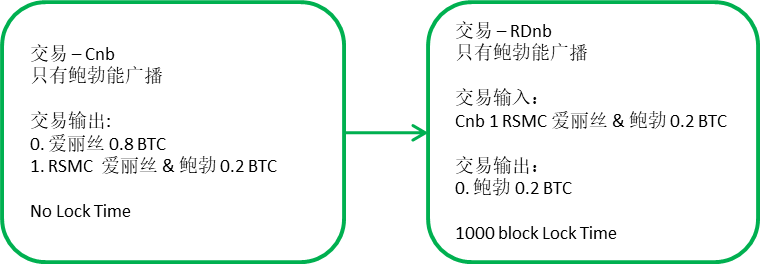 交易 – Cnb
只有鲍勃能广播
交易输出:
0. 爱丽丝 0.8 BTC
1. RSMC 爱丽丝 & 鲍勃 0.2 BTC
No Lock Time
交易 – RDnb
只有鲍勃能广播
交易输入：
Cnb 1 RSMC 爱丽丝 & 鲍勃 0.2 BTC
交易输出：
0. 鲍勃 0.2 BTC
1000 block Lock Time